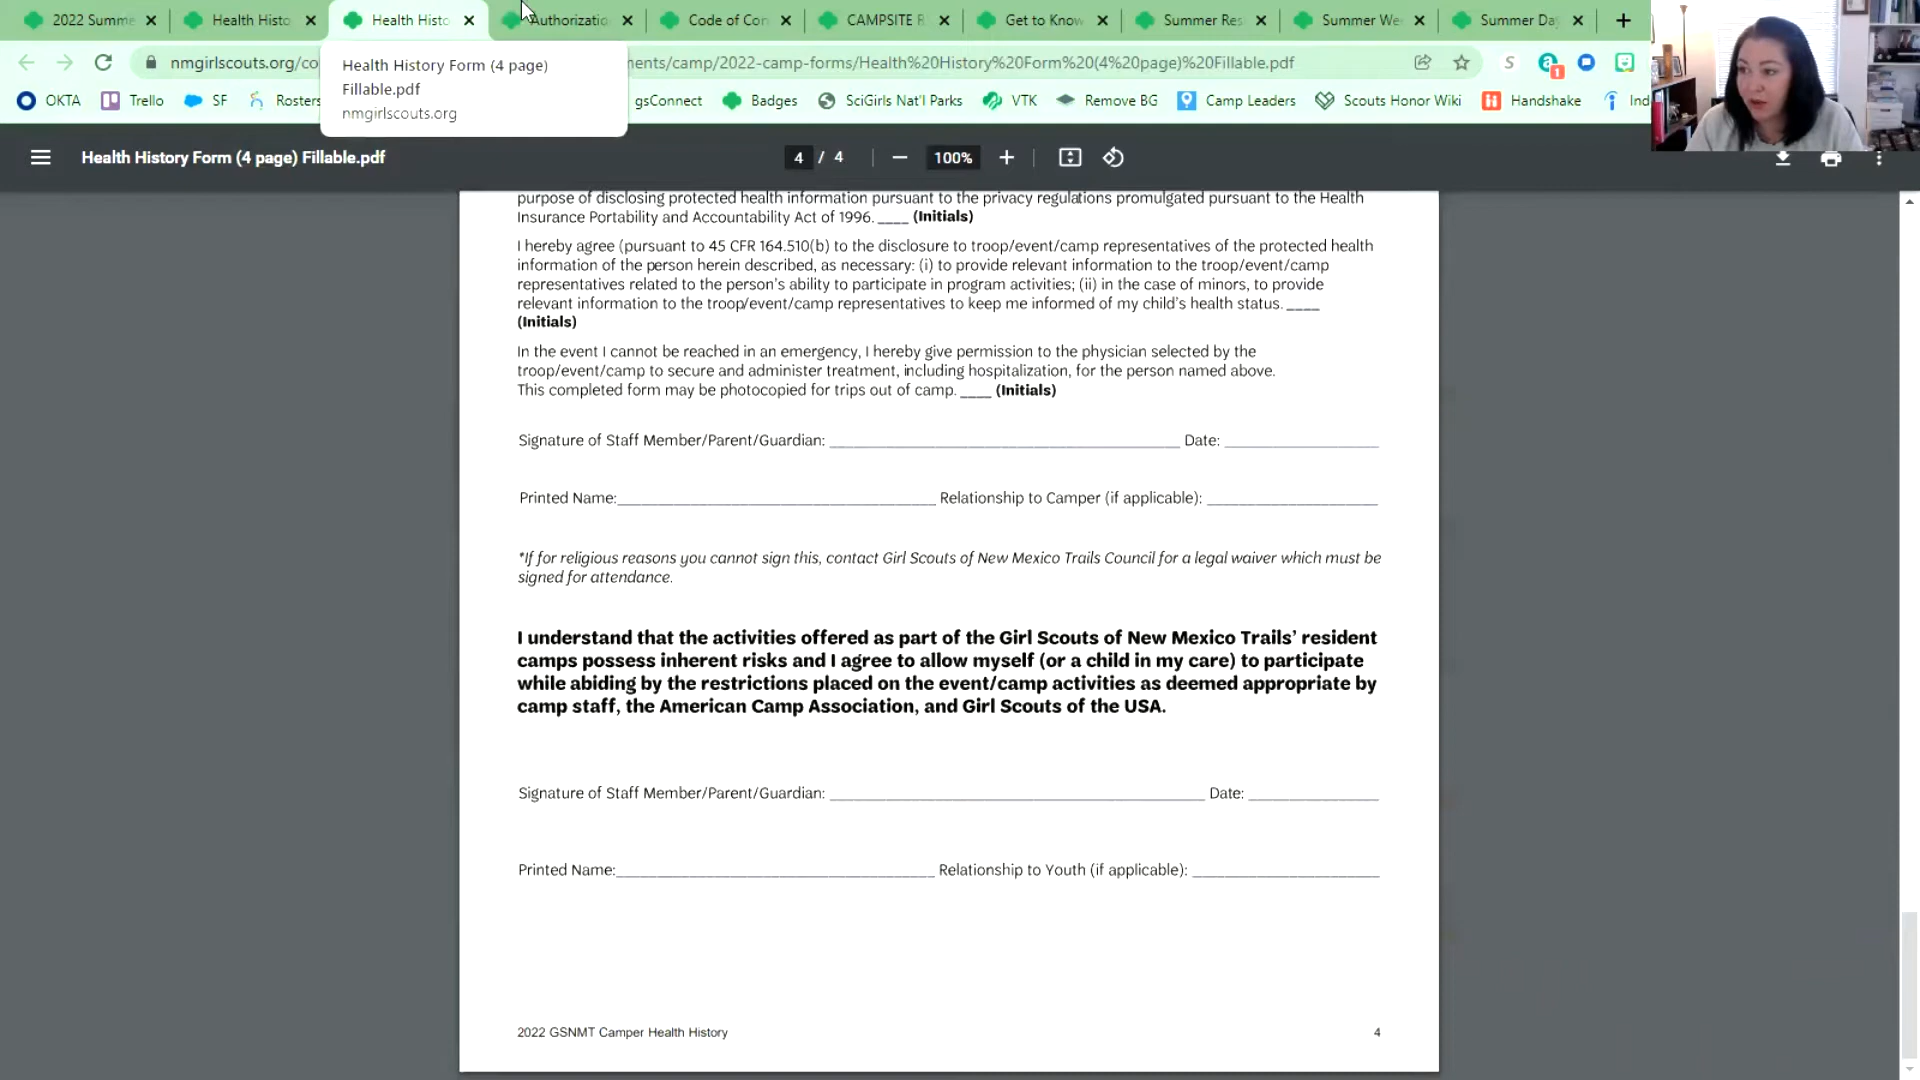 2022 Summe
Health Histo
Health Histo
Authorizatio
Code of Con
CAMPSITE R
Get to Know
Summer Res
Summer We
Summer Da
nmgirlscouts.org/co
nents/camp/2022-camp-forms/Health%20History%20Form%20(4%20page)%20Fillable.pdf
Health History Form (4 page)
Fillable.pdf
nmgirlscouts.org
OKTA
Trello
SF
Rosters
gsConnect
Badges
SciGirls Nat'l Parks
VTK
Remove BG
Camp Leaders
Scouts Honor Wiki
Handshake
Ind
Health History Form (4 page) Fillable.pdf
4 / 4
100%
purpose of disclosing protected health information pursuant to the privacy regulations promulgated pursuant to the Health
Insurance Portability and Accountability Act of 1996. ____ (Initials)
I hereby agree (pursuant to 45 CFR 164.510(b) to the disclosure to troop/event/camp representatives of the protected health
information of the person herein described, as necessary: (i) to provide relevant information to the troop/event/camp
representatives related to the person's ability to participate in program activities; (ii) in the case of minors, to provide
relevant information to the troop/event/camp representatives to keep me informed of my child's health status. ____
(Initials)
In the event I cannot be reached in an emergency, I hereby give permission to the physician selected by the
troop/event/camp to secure and administer treatment, including hospitalization, for the person named above.
This completed form may be photocopied for trips out of camp. ____ (Initials)
Signature of Staff Member/Parent/Guardian: ____ Date: ____
Printed Name:____ Relationship to Camper (if applicable): ____
*If for religious reasons you cannot sign this, contact Girl Scouts of New Mexico Trails Council for a legal waiver which must be
signed for attendance.
I understand that the activities offered as part of the Girl Scouts of New Mexico Trails' resident
camps possess inherent risks and I agree to allow myself (or a child in my care) to participate
while abiding by the restrictions placed on the event/camp activities as deemed appropriate by
camp staff, the American Camp Association, and Girl Scouts of the USA.
Signature of Staff Member/Parent/Guardian: ____ Date: ____
Printed Name:____ Relationship to Youth (if applicable): ____
2022 GSNMT Camper Health History
4